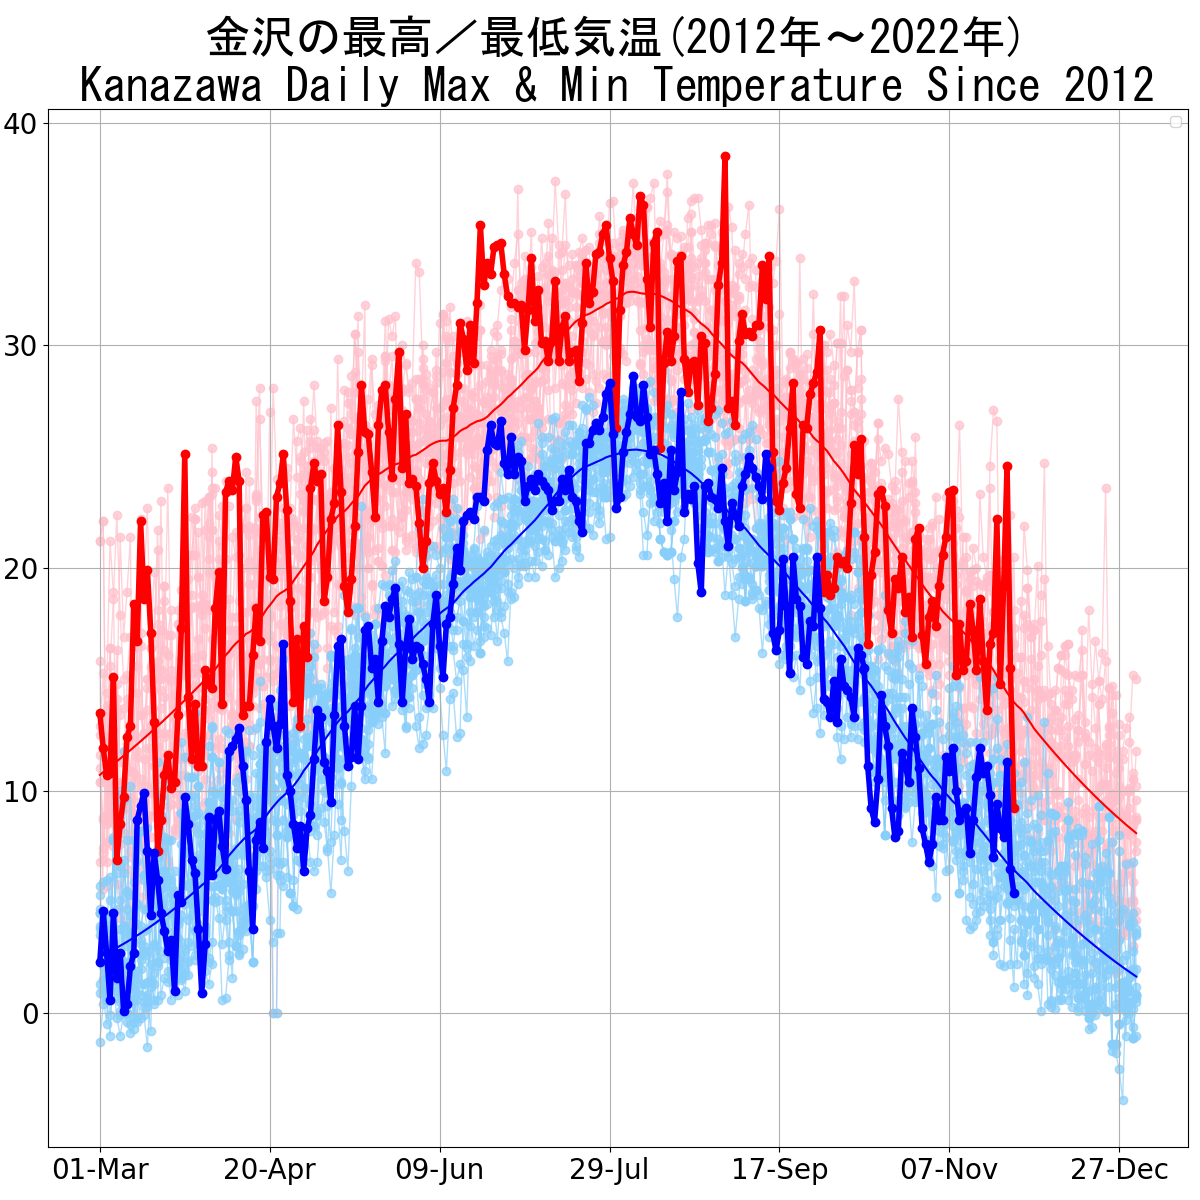 金沢の最高／最低気温(2012年～2022年)
Kanazawa Daily Max & Min Temperature Since 2012
40
30
20
10
0
01-Mar 20-Apr 09-Jun 29-Jul 17-Sep 07-Nov 27-Dec